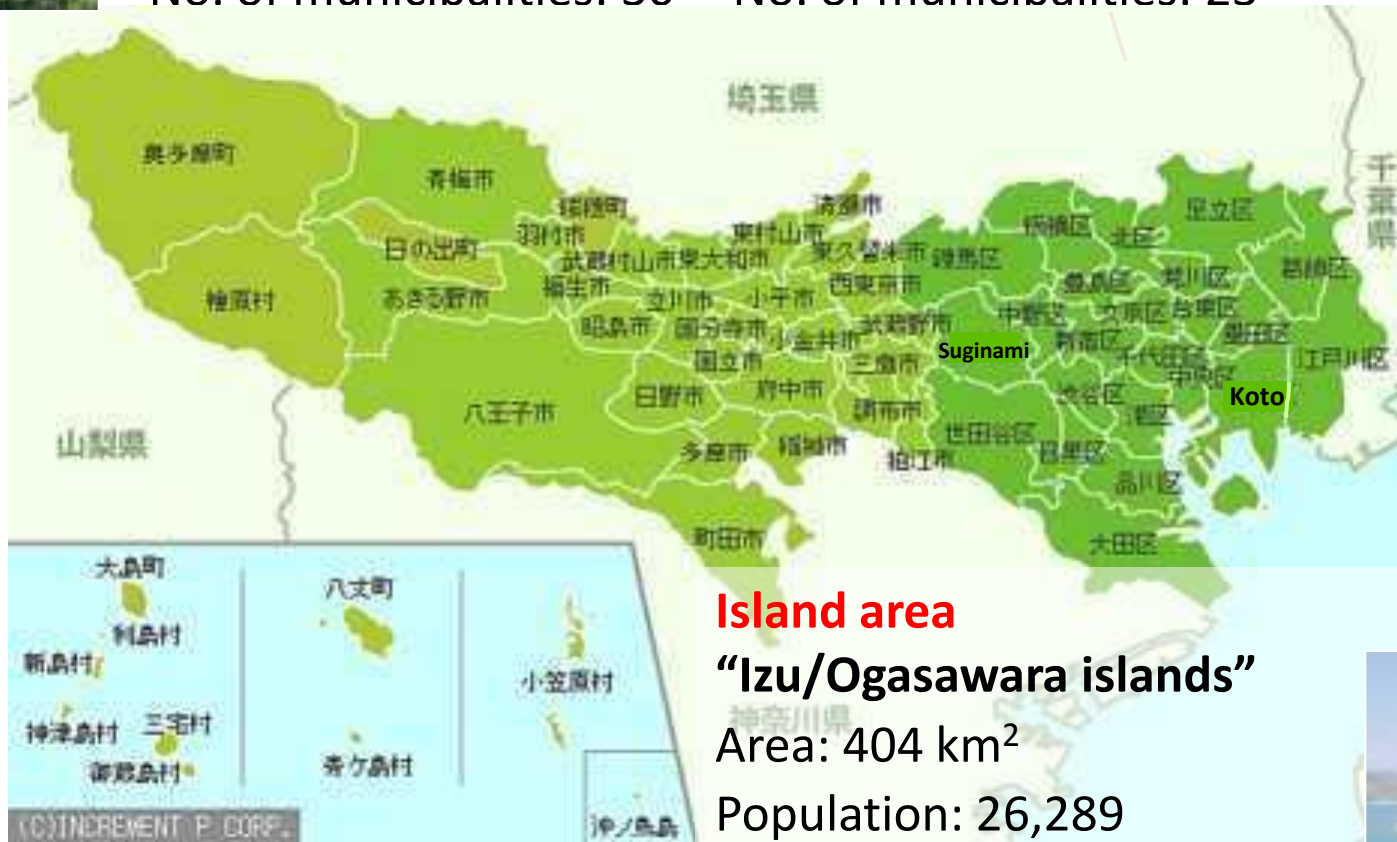 No. of municipalities: 30
No. of municipalities: 23
埼玉県
千葉県
奥多摩町
青梅市
瑞穂町
清瀬市
足立区
板橋区
北区
羽村市
東村山市
日の出町
武蔵村山市
東大和市
東久留米市
練馬区
葛飾区
豊島区
荒川区
檜原村
あきる野市
福生市
立川市
小平市
西東京市
中野区
文京区
台東区
昭島市
国分寺市
小金井市
武蔵野市
新宿区
千代田区
墨田区
江戸川区
Suginami
国立市
三鷹市
中央区
Koto
日野市
府中市
渋谷区
八王子市
調布市
港区
山梨県
多摩市
稲城市
狛江市
世田谷区
目黒区
品川区
町田市
大田区
大島町
利島村
新島村
神津島村
三宅村
御蔵島村
八丈町
青ケ島村
小笠原村
沖ノ鳥島
神奈川県
Island area
“Izu/Ogasawara islands”
Area: 404 km²
Population: 26,289
(C)INCREMENT P CORP.